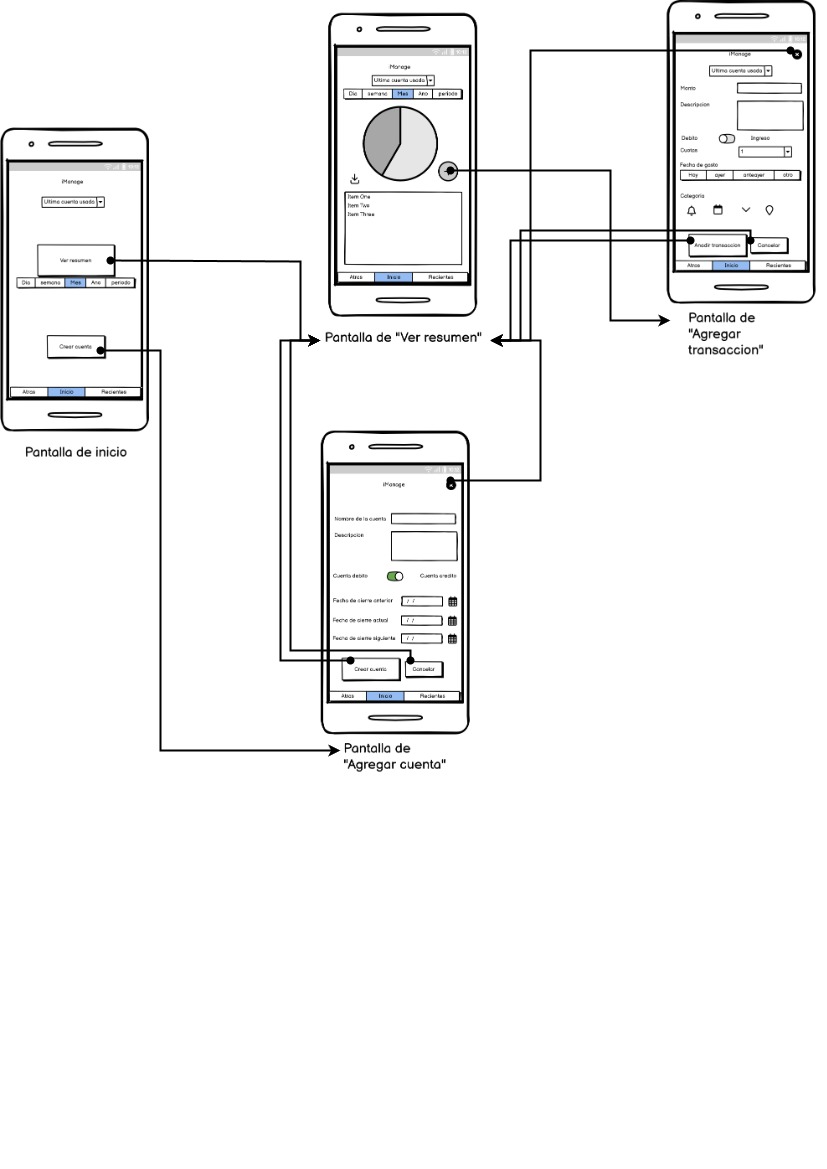 iManage
Ultima cuenta usada
Ver resumen
Dia semana Mes Ano periodo
Crear cuenta
Atras Inicio Recientes
Pantalla de inicio
iManage
Ultima cuenta usada
Dia semana Mes Ano periodo
Item One
Item Two
Item Three
Atras Inicio Recientes
Pantalla de "Ver resumen"
iManage
Ultima cuenta usada
Monto
Descripcion
Debito Ingreso
Cuotas 1
Fecha de gasto
Hoy ayer anteayer otro
Categoria
Anadir transaccion Cancelar
Atras Inicio Recientes
Pantalla de
"Agregar
transaccion"
iManage
Nombre de la cuenta
Descripcion
Cuenta debito Cuenta credito
Fecha de cierre anterior / /
Fecha de cierre actual / /
Fecha de cierre siguiente / /
Crear cuenta Cancelar
Atras Inicio Recientes
Pantalla de
"Agregar cuenta"